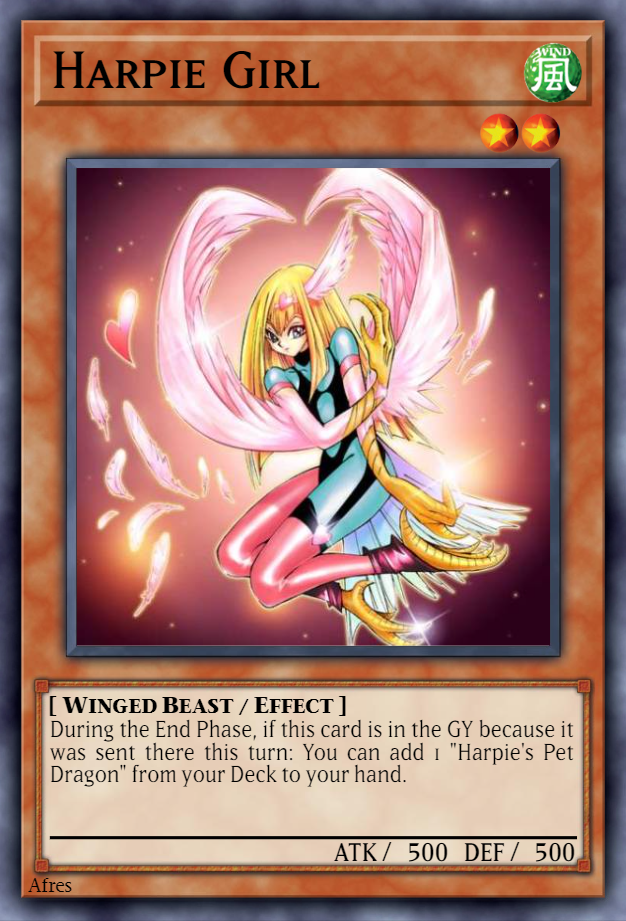 Harpie Girl
WIND
風
[ Winged Beast / Effect ]
During the End Phase, if this card is in the GY because it
was sent there this turn: You can add 1 "Harpie's Pet
Dragon" from your Deck to your hand.
ATK / 500 DEF / 500
Afres